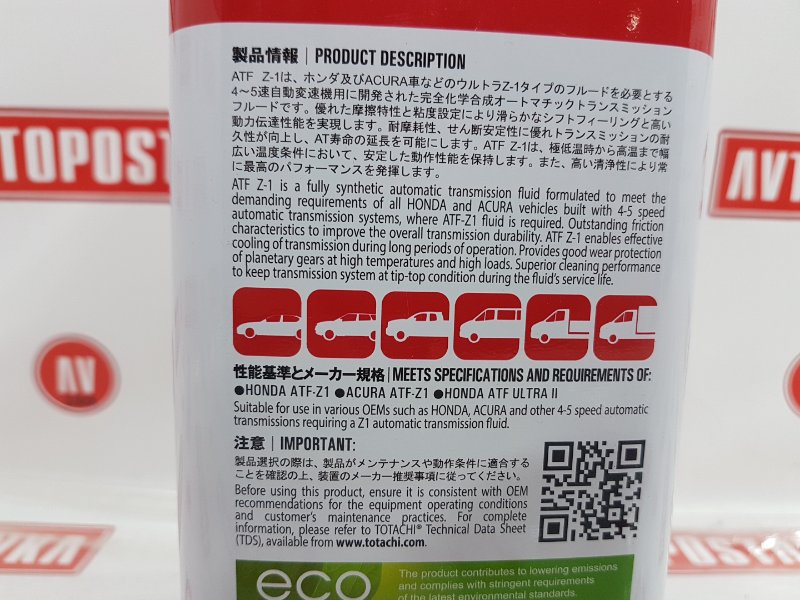 製品情報 | PRODUCT DESCRIPTION
ATF Z-1は、ホンダ及びACURA車などのウルトラZ-1タイプのフルードを必要とする
4～5速自動変速機用に開発された完全化学合成オートマチックトランスミッション
フルードです。優れた摩擦特性と粘度設定により滑らかなシフトフィーリングと高い
動力伝達性能を実現します。耐摩耗性、せん断安定性に優れトランスミッションの耐
久性が向上し、AT寿命の延長を可能にします。ATF Z-1は、極低温時から高温まで幅
広い温度条件において、安定した動作性能を保持します。また、高い清浄性により常
に最高のパフォーマンスを発揮します。
ATF Z-1 is a fully synthetic automatic transmission fluid formulated to meet the
demanding requirements of all HONDA and ACURA vehicles built with 4-5 speed
automatic transmission systems, where ATF-Z1 fluid is required. Outstanding friction
characteristics to improve the overall transmission durability. ATF Z-1 enables effective
cooling of transmission during long periods of operation. Provides good wear protection
of planetary gears at high temperatures and high loads. Superior cleaning performance
to keep transmission system at tip-top condition during the fluid's service life.
性能基準とメーカー規格 | MEETS SPECIFICATIONS AND REQUIREMENTS OF:
●HONDA ATF-Z1 ●ACURA ATF-Z1 ●HONDA ATF ULTRA II
Suitable for use in various OEMs such as HONDA, ACURA and other 4-5 speed automatic
transmissions requiring a Z1 automatic transmission fluid.
注意 | IMPORTANT:
製品選択の際は、製品がメンテナンスや動作条件に適合する
ことを確認の上、装置のメーカー推奨事項に従ってください。
Before using this product, ensure it is consistent with OEM
recommendations for the equipment operating conditions
and customer's maintenance practices. For complete
information, please refer to TOTACHI® Technical Data Sheet
(TDS), available from www.totachi.com.
eco
The product contributes to lowering emissions
and complies with stringent requirements
of the latest environmental standards.
TOPOST
AVT
AV